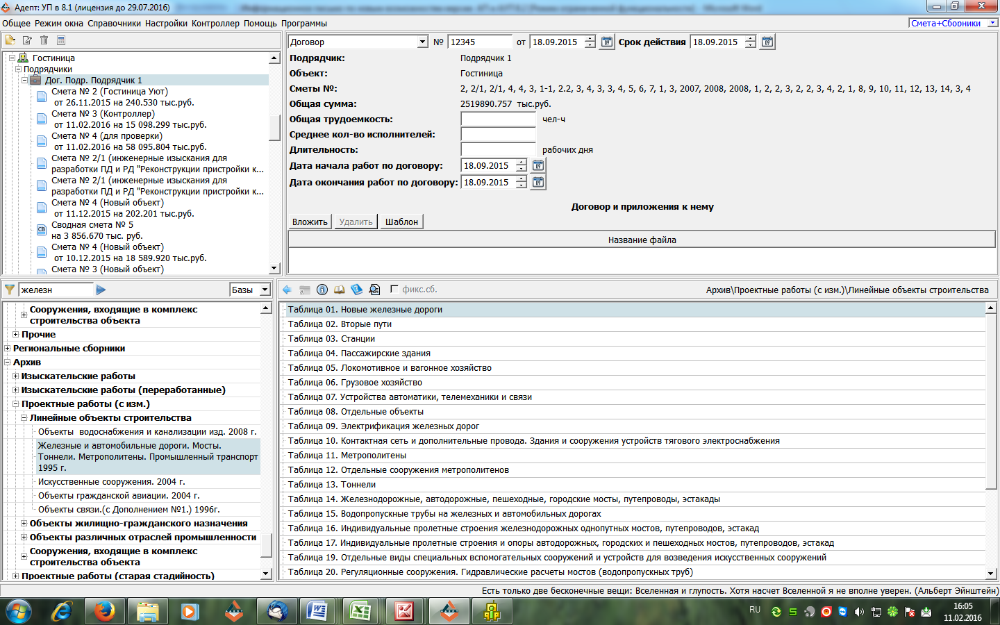 Адепт: УП в 8.1 (лицензия до 29.07.2016)
Общее Режим окна Справочники Настройки Контроллер Помощь Программы
Смета+Сборники
Гостиница
Подрядчики
Дог. Подр. Подрядчик 1
Смета № 2 (Гостиница Уют)
от 26.11.2015 на 240.530 тыс.руб.
Смета № 3 (Контроллер)
от 11.02.2016 на 15 098.299 тыс.руб.
Смета № 4 (для проверки)
от 11.02.2016 на 58 095.804 тыс.руб.
Смета № 2/1 (инженерные изыскания для
разработки ПД и РД "Реконструкции пристройки к...
Смета № 2/1 (инженерные изыскания для
разработки ПД и РД "Реконструкции пристройки к...
Смета № 4 (Новый объект)
от 11.12.2015 на 202.201 тыс.руб.
Сводная смета № 5
на 3 856.670 тыс. руб.
Смета № 4 (Новый объект)
от 10.12.2015 на 18 589.920 тыс.руб.
Смета № 3 (Новый объект)
Договор № 12345 от 18.09.2015 Срок действия 18.09.2015
Подрядчик: Подрядчик 1
Объект: Гостиница
Сметы №: 2, 2/1, 2/1, 4, 4, 3, 1-1, 2.2, 3, 4, 3, 3, 4, 5, 6, 7, 1, 3, 2007, 2008, 2008, 1, 2, 2, 3, 2, 2, 3, 4, 2, 1, 8, 9, 10, 11, 12, 13, 14, 3, 4
Общая сумма: 2519890.757 тыс.руб.
Общая трудоемкость: чел-ч
Среднее кол-во исполнителей:
Длительность: рабочих дня
Дата начала работ по договору: 18.09.2015
Дата окончания работ по договору: 18.09.2015
Договор и приложения к нему
Вложить Удалить Шаблон
Название файла
железн Базы
Сооружения, входящие в комплекс
строительства объекта
Прочие
Региональные сборники
Архив
Изыскательские работы
Изыскательские работы (переработанные)
Проектные работы (с изм.)
Линейные объекты строительства
Объекты водоснабжения и канализации изд. 2008 г.
Железные и автомобильные дороги. Мосты.
Тоннели. Метрополитены. Промышленный транспорт
1995 г.
Искусственные сооружения. 2004 г.
Объекты гражданской авиации. 2004 г.
Объекты связи.(с Дополнением №1.) 1996г.
Объекты жилищно-гражданского назначения
Объекты различных отраслей промышленности
Сооружения, входящие в комплекс
строительства объекта
Проектные работы (старая стадийность)
фикс.сб.
Архив\Проектные работы (с изм.)\Линейные объекты строительства
Таблица 01. Новые железные дороги
Таблица 02. Вторые пути
Таблица 03. Станции
Таблица 04. Пассажирские здания
Таблица 05. Локомотивное и вагонное хозяйство
Таблица 06. Грузовое хозяйство
Таблица 07. Устройства автоматики, телемеханики и связи
Таблица 08. Отдельные объекты
Таблица 09. Электрификация железных дорог
Таблица 10. Контактная сеть и дополнительные провода. Здания и сооружения устройств тягового электроснабжения
Таблица 11. Метрополитены
Таблица 12. Отдельные сооружения метрополитенов
Таблица 13. Тоннели
Таблица 14. Железнодорожные, автодорожные, пешеходные, городские мосты, путепроводы, эстакады
Таблица 15. Водопропускные трубы на железных и автомобильных дорогах
Таблица 16. Индивидуальные пролетные строения железнодорожных однопутных мостов, путепроводов, эстакад
Таблица 17. Индивидуальные пролетные строения и опоры автодорожных, городских и пешеходных мостов, путепроводов, эстакад
Таблица 19. Отдельные виды специальных вспомогательных сооружений и устройств для возведения искусственных сооружений
Таблица 20. Регуляционные сооружения. Гидравлические расчеты мостов (водопропускных труб)
Есть только две бесконечные вещи: Вселенная и глупость. Хотя насчет Вселенной я не вполне уверен. (Альберт Эйнштейн)
RU
16:05
11.02.2016